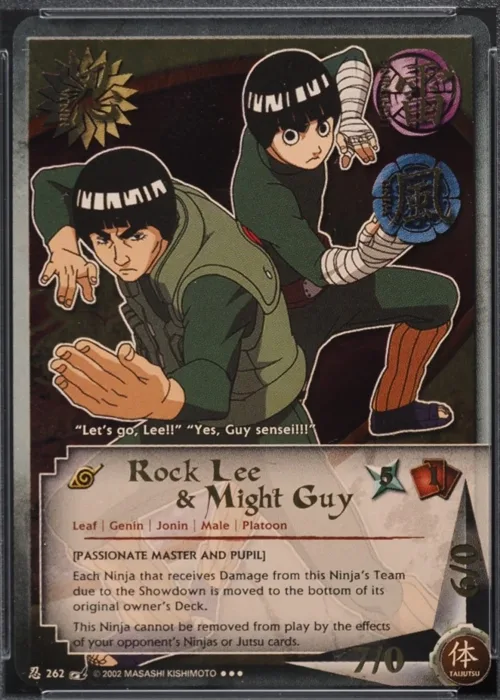 風
"Let's go, Lee!!" "Yes, Guy sensei!!!"
Rock Lee
& Might Guy
5
1
Leaf | Genin | Jonin | Male | Platoon
[PASSIONATE MASTER AND PUPIL]
Each Ninja that receives Damage from this Ninja's Team
due to the Showdown is moved to the bottom of its
original owner's Deck.
This Ninja cannot be removed from play by the effects
of your opponent's Ninjas or Jutsu cards.
6/0
7/0
体
TAIJUTSU
忍 262 © 2002 MASASHI KISHIMOTO